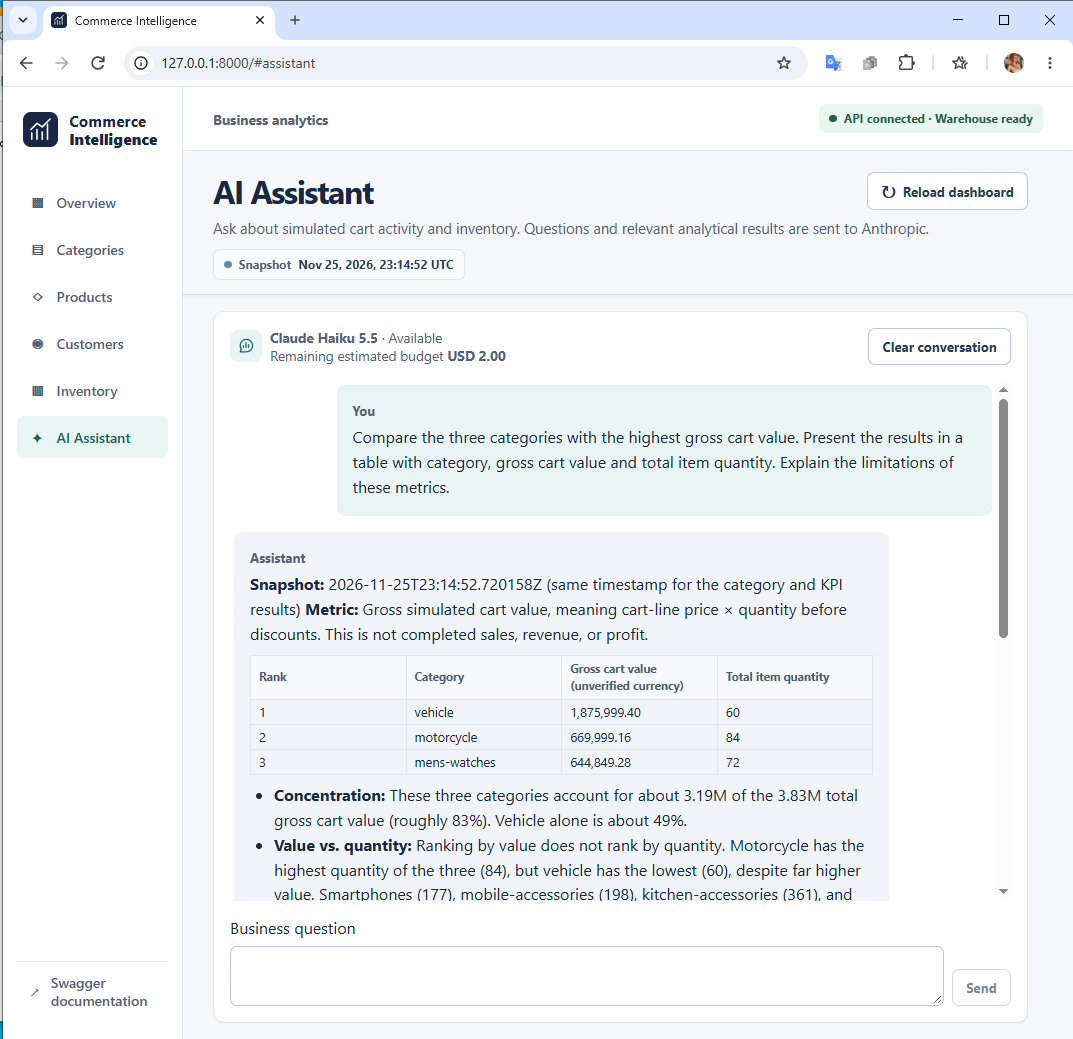 Commerce Intelligence
127.0.0.1:8000/#assistant
Commerce
Intelligence
Overview
Categories
Products
Customers
Inventory
AI Assistant
Swagger
documentation
Business analytics
API connected · Warehouse ready
AI Assistant
Reload dashboard
Ask about simulated cart activity and inventory. Questions and relevant analytical results are sent to Anthropic.
Snapshot Nov 25, 2026, 23:14:52 UTC
Claude Haiku 5.5 · Available
Remaining estimated budget USD 2.00
Clear conversation
You
Compare the three categories with the highest gross cart value. Present the results in a
table with category, gross cart value and total item quantity. Explain the limitations of
these metrics.
Assistant
Snapshot: 2026-11-25T23:14:52.720158Z (same timestamp for the category and KPI
results) Metric: Gross simulated cart value, meaning cart-line price × quantity before
discounts. This is not completed sales, revenue, or profit.
Rank Category Gross cart value (unverified currency) Total item quantity
1 vehicle 1,875,999.40 60
2 motorcycle 669,999.16 84
3 mens-watches 644,849.28 72
• Concentration: These three categories account for about 3.19M of the 3.83M total
gross cart value (roughly 83%). Vehicle alone is about 49%.
• Value vs. quantity: Ranking by value does not rank by quantity. Motorcycle has the
highest quantity of the three (84), but vehicle has the lowest (60), despite far higher
value. Smartphones (177), mobile-accessories (198), kitchen-accessories (361), and
Business question
Send